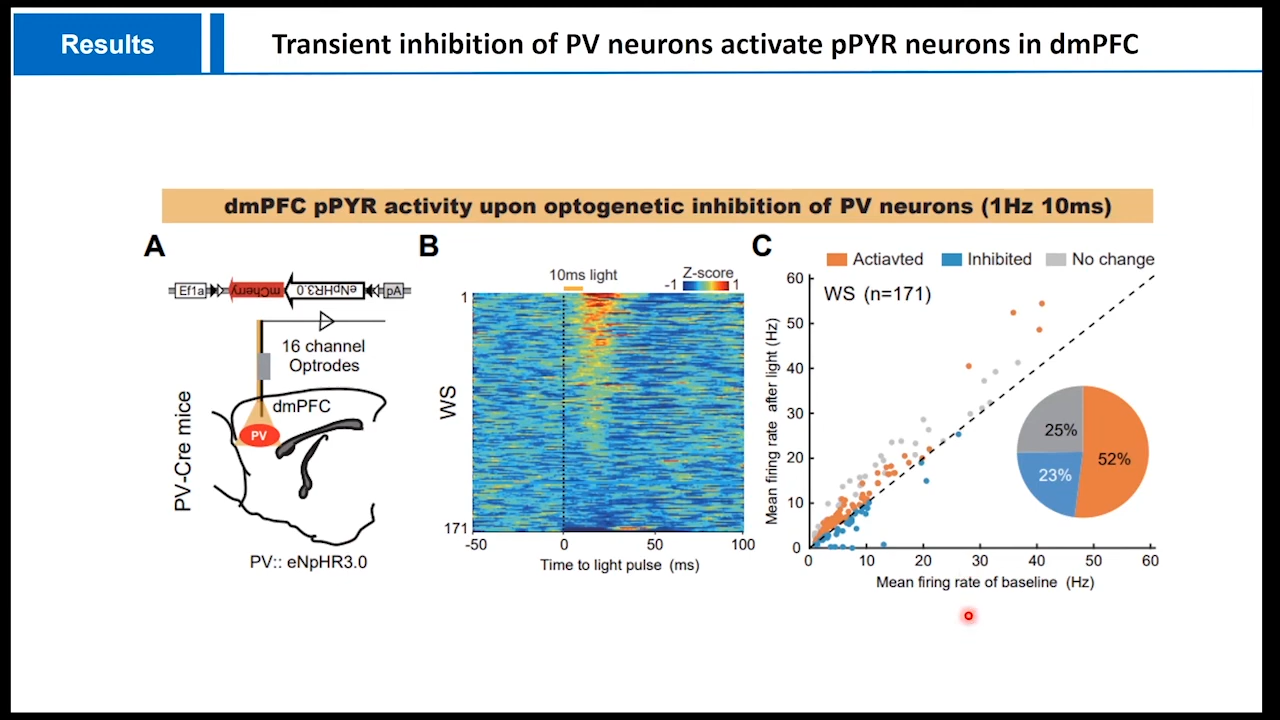 Results
Transient inhibition of PV neurons activate pPYR neurons in dmPFC
dmPFC pPYR activity upon optogenetic inhibition of PV neurons (1Hz 10ms)
A
Ef1a
mCherry
eNpHR3.0
pA
16 channel
Optrodes
dmPFC
PV
PV-Cre mice
PV:: eNpHR3.0
B
10ms light
Z-score
-1
1
1
WS
171
-50
0
50
100
Time to light pulse (ms)
C
Actiavted
Inhibited
No change
WS (n=171)
Mean firing rate after light (Hz)
60
50
40
30
20
10
0
25%
23%
52%
0
10
20
30
40
50
60
Mean firing rate of baseline (Hz)